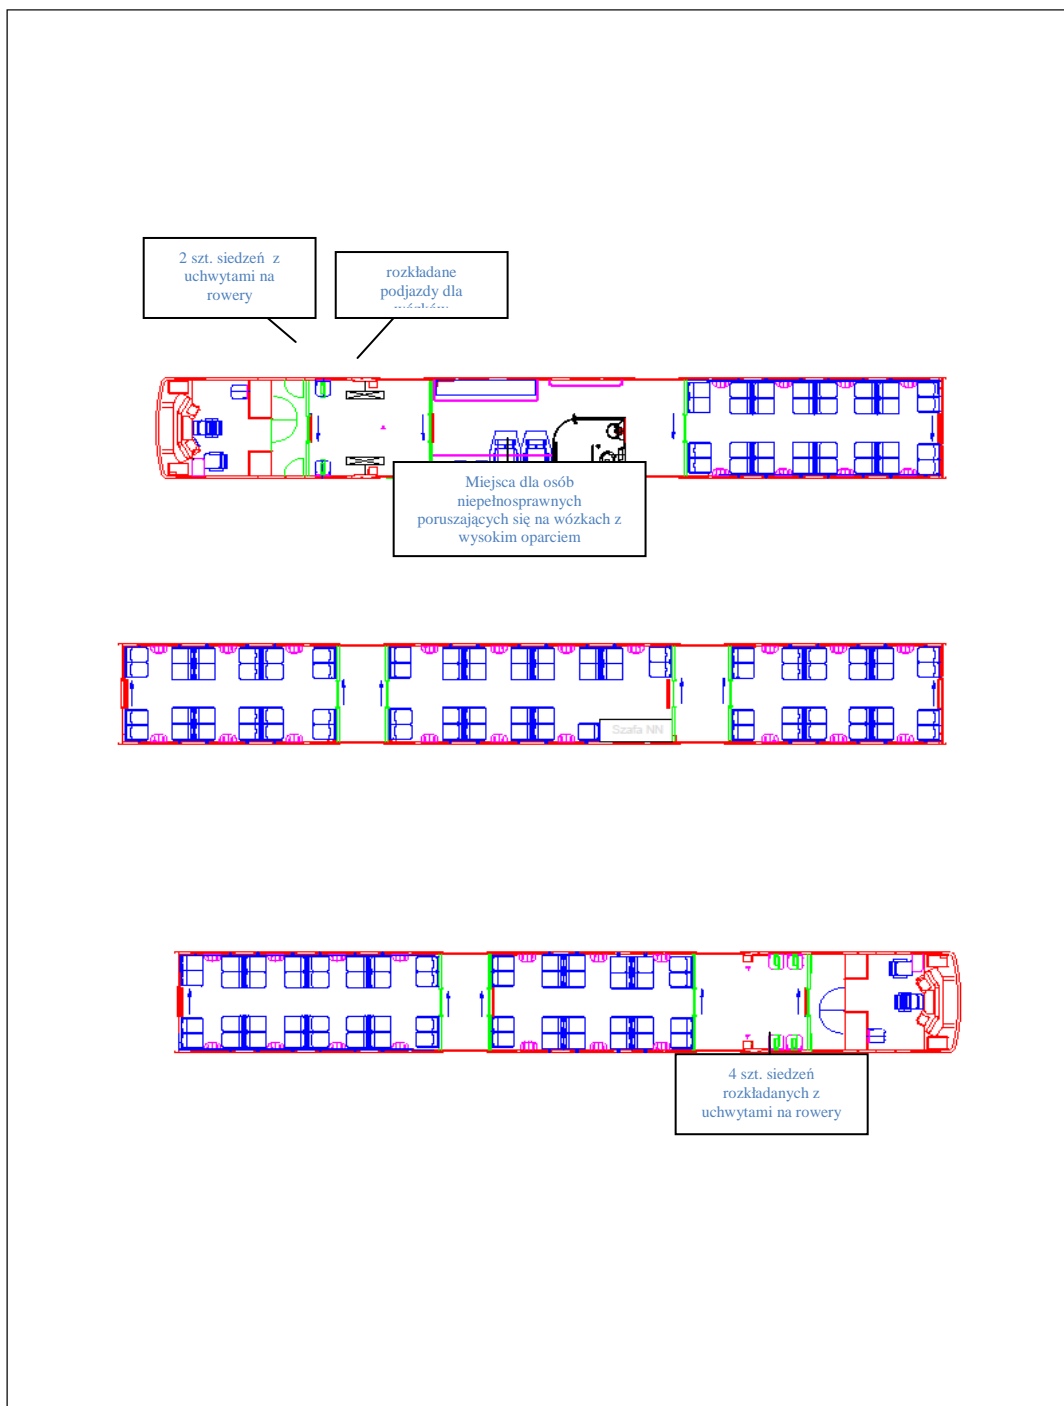 2 szt. siedzeń z
uchwytami na
rowery
rozkładane
podjazdy dla
wózków
Miejsca dla osób
niepełnosprawnych
poruszających się na wózkach z
wysokim oparciem
Szafa NN
4 szt. siedzeń
rozkładanych z
uchwytami na rowery